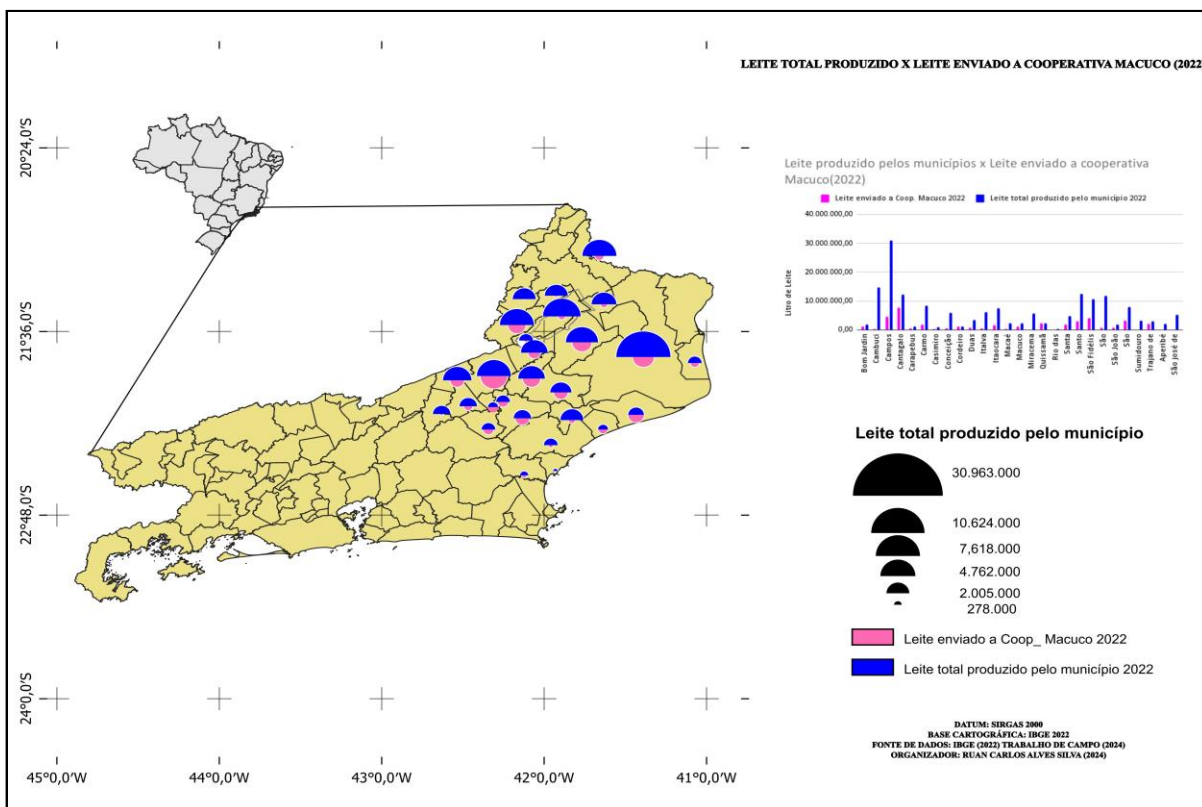 LEITE TOTAL PRODUZIDO X LEITE ENVIADO A COOPERATIVA MACUCO (2022
20°24,0'S
21°36,0'S
22°48,0'S
24°0,0'S
45°0,0'W
44°0,0'W
43°0,0'W
42°0,0'W
41°0,0'W
Leite produzido pelos municípios x Leite enviado a cooperativa
Macuco(2022)
Leite enviado a Coop. Macuco 2022
Leite total produzido pelo município 2022
Litro de Leite
40.000.000,00
30.000.000,00
20.000.000,00
10.000.000,00
0,00
Bom Jardim
Cambuci
Campos
Cantagalo
Carapebus
Carmo
Casimiro
Conceição
Cordeiro
Duas
Italva
Itaocara
Macaé
Macuco
Miracema
Quissamã
Rio das
Santa
Santo
São Fidélis
São
São João
São
Sumidouro
Trajano de
Aperibé
São José de
Leite total produzido pelo município
30.963.000
10.624.000
7,618.000
4.762.000
2.005.000
278.000
Leite enviado a Coop_ Macuco 2022
Leite total produzido pelo município 2022
DATUM: SIRGAS 2000
BASE CARTOGRÁFICA: IBGE 2022
FONTE DE DADOS: IBGE (2022) TRABALHO DE CAMPO (2024)
ORGANIZADOR: RUAN CARLOS ALVES SILVA (2024)